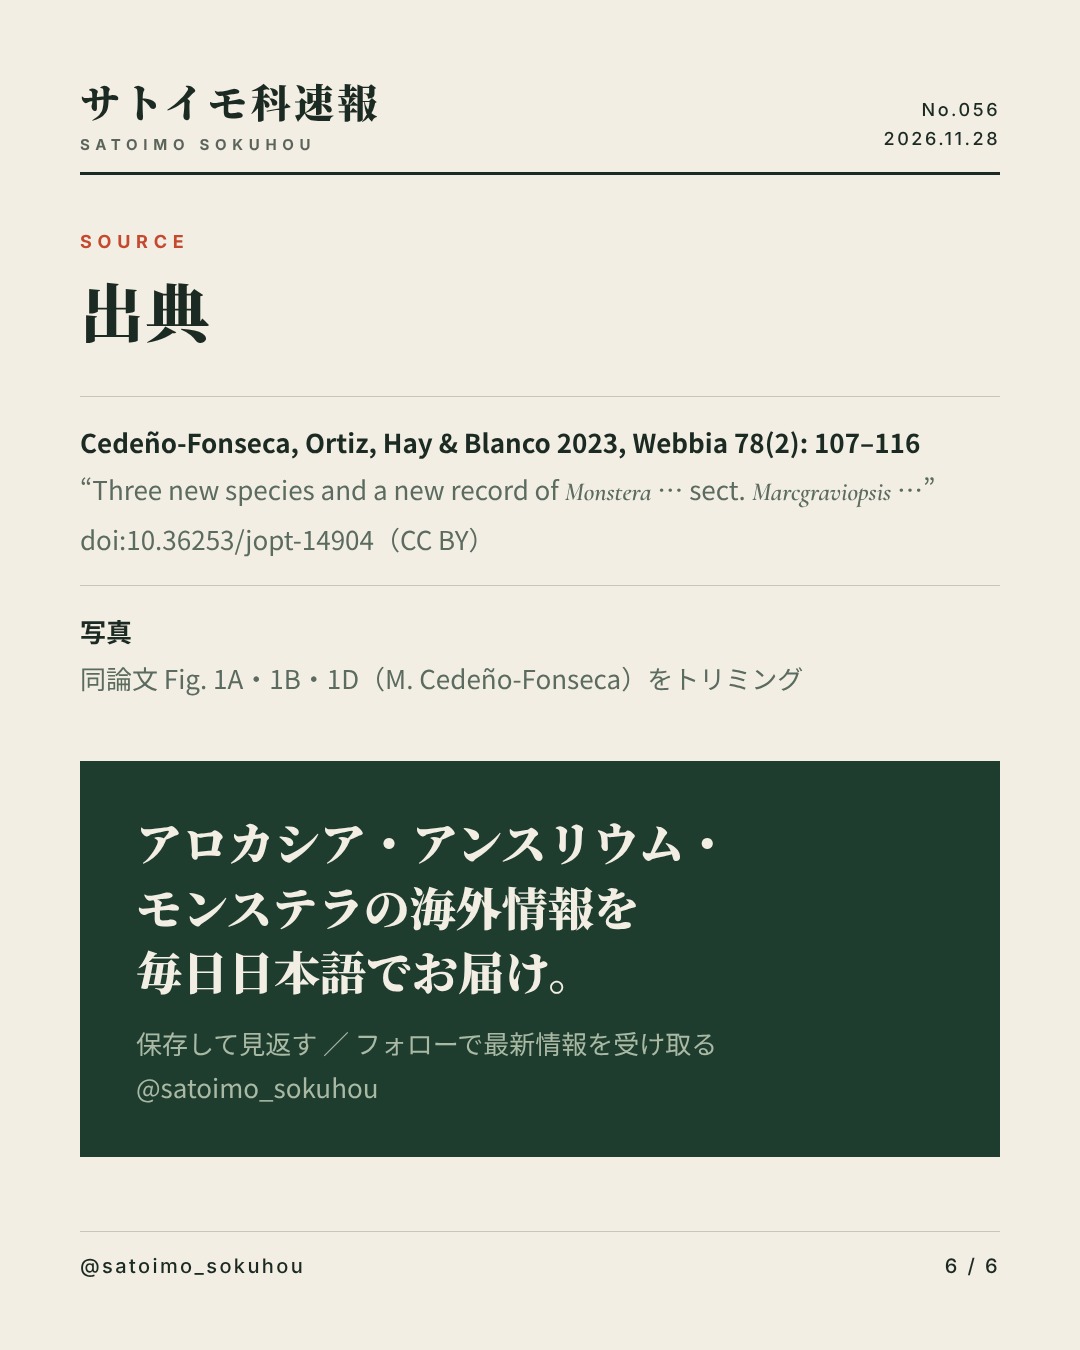 サトイモ科速報
SATOIMO SOKUHOU
No.056
2026.11.28
SOURCE
出典
Cedeño-Fonseca, Ortiz, Hay & Blanco 2023, Webbia 78(2): 107–116
“Three new species and a new record of Monstera ⋯ sect. Marcgraviopsis ⋯”
doi:10.36253/jopt-14904（CC BY）
写真
同論文 Fig. 1A・1B・1D（M. Cedeño-Fonseca）をトリミング
アロカシア・アンスリウム・
モンステラの海外情報を
毎日日本語でお届け。
保存して見返す ／ フォローで最新情報を受け取る
@satoimo_sokuhou
@satoimo_sokuhou
6 / 6